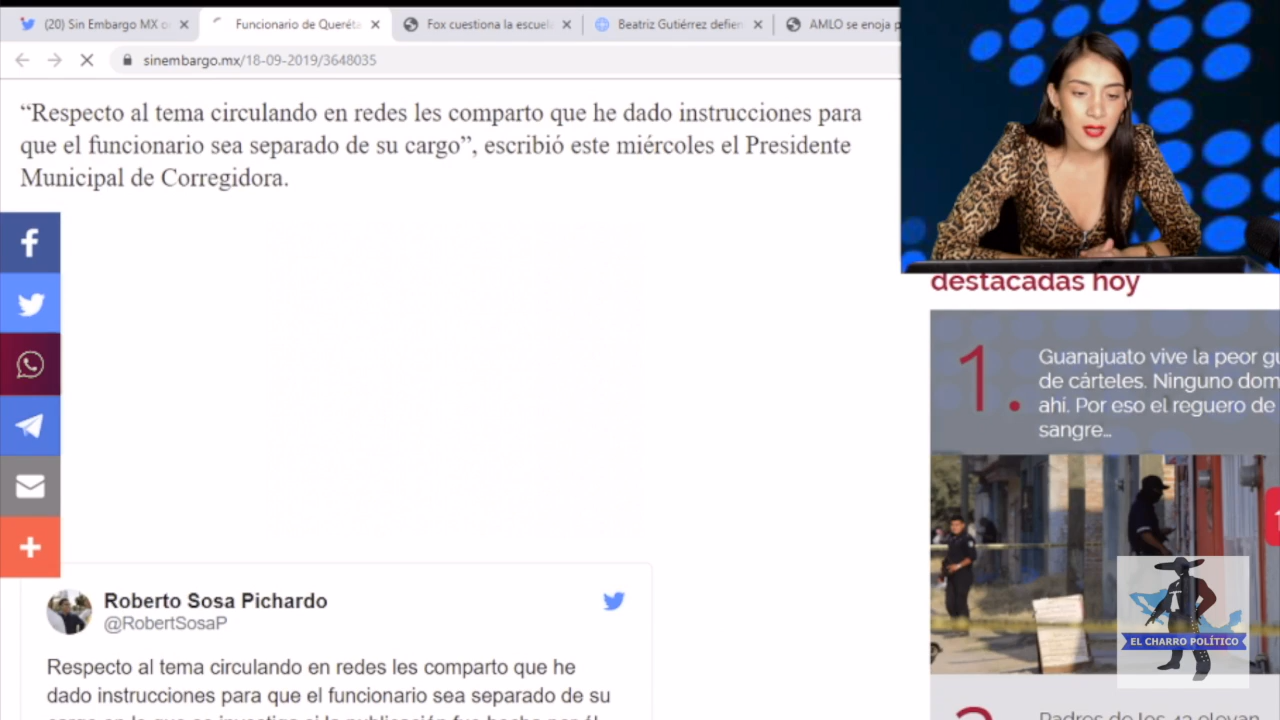 (20) Sin Embargo MX
Funcionario de Queréta
Fox cuestiona la escuel
Beatriz Gutiérrez defien
AMLO se enoja
sinembargo.mx/18-09-2019/3648035
“Respecto al tema circulando en redes les comparto que he dado instrucciones para
que el funcionario sea separado de su cargo”, escribió este miércoles el Presidente
Municipal de Corregidora.
destacadas hoy
1.
Guanajuato vive la peor
de cárteles. Ninguno dom
ahí. Por eso el reguero de
sangre...
EL CHARRO POLÍTICO
Roberto Sosa Pichardo
@RobertSosaP
Respecto al tema circulando en redes les comparto que he
dado instrucciones para que el funcionario sea separado de su
Padres de los 43 elevan